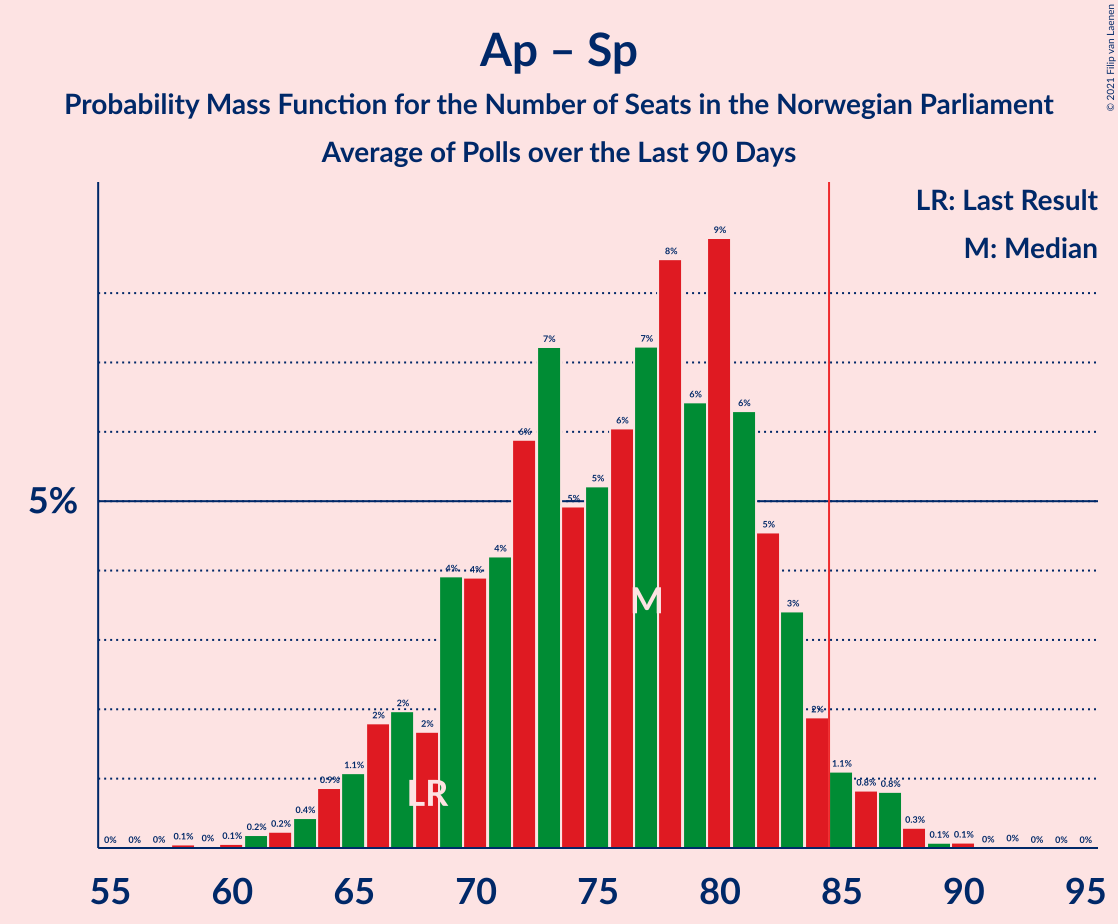 © 2021 Filip van Laenen
Ap – Sp
Probability Mass Function for the Number of Seats in the Norwegian Parliament
Average of Polls over the Last 90 Days
LR: Last Result
M: Median
5%
0% 0% 0% 0.1% 0% 0.1% 0.2% 0.2% 0.4% 0.9% 1.1% 2% 2% 2% 4% 4% 4% 6% 7% 5% 5% 6% 7% 8% 6% 9% 6% 5% 3% 2% 1.1% 0.8% 0.8% 0.3% 0.1% 0.1% 0% 0% 0% 0% 0%
M
LR
55 60 65 70 75 80 85 90 95